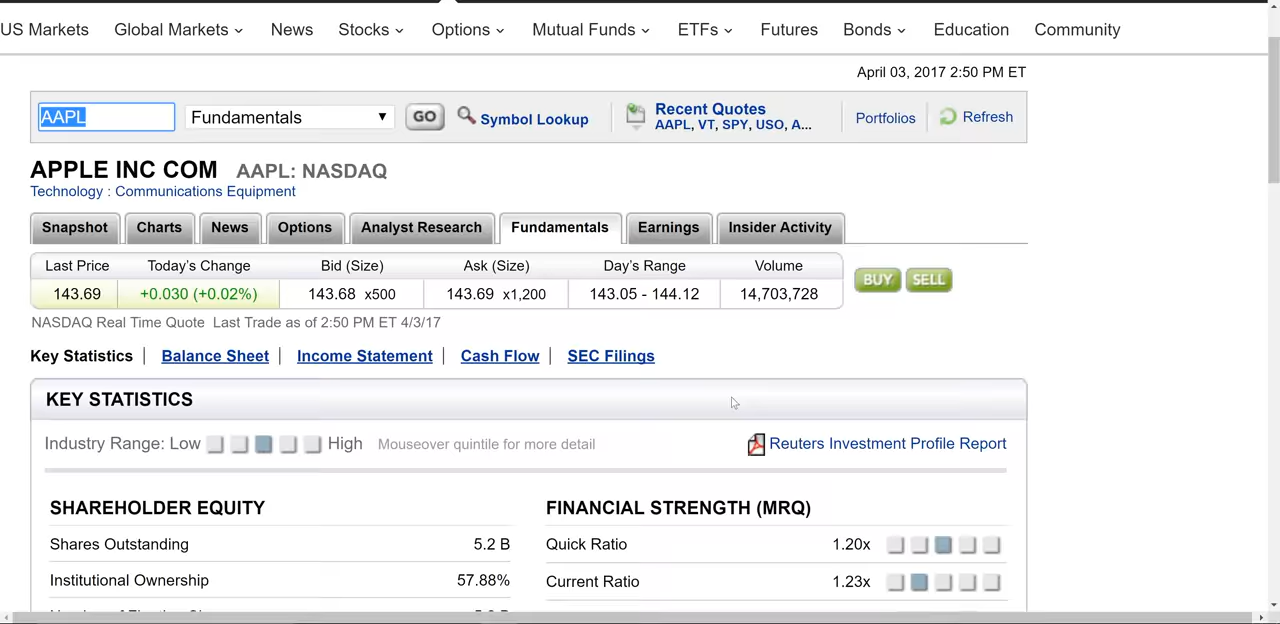 US Markets Global Markets News Stocks Options Mutual Funds ETFs Futures Bonds Education Community
April 03, 2017 2:50 PM ET
AAPL Fundamentals GO Symbol Lookup Recent Quotes Portfolios Refresh
AAPL, VT, SPY, USO, A...
APPLE INC COM AAPL: NASDAQ
Technology : Communications Equipment
Snapshot Charts News Options Analyst Research Fundamentals Earnings Insider Activity
Last Price Today's Change Bid (Size) Ask (Size) Day's Range Volume
143.69 +0.030 (+0.02%) 143.68 x500 143.69 x1,200 143.05 - 144.12 14,703,728 BUY SELL
NASDAQ Real Time Quote Last Trade as of 2:50 PM ET 4/3/17
Key Statistics | Balance Sheet | Income Statement | Cash Flow | SEC Filings
KEY STATISTICS
Industry Range: Low High Mouseover quintile for more detail Reuters Investment Profile Report
SHAREHOLDER EQUITY FINANCIAL STRENGTH (MRQ)
Shares Outstanding 5.2 B Quick Ratio 1.20x
Institutional Ownership 57.88% Current Ratio 1.23x